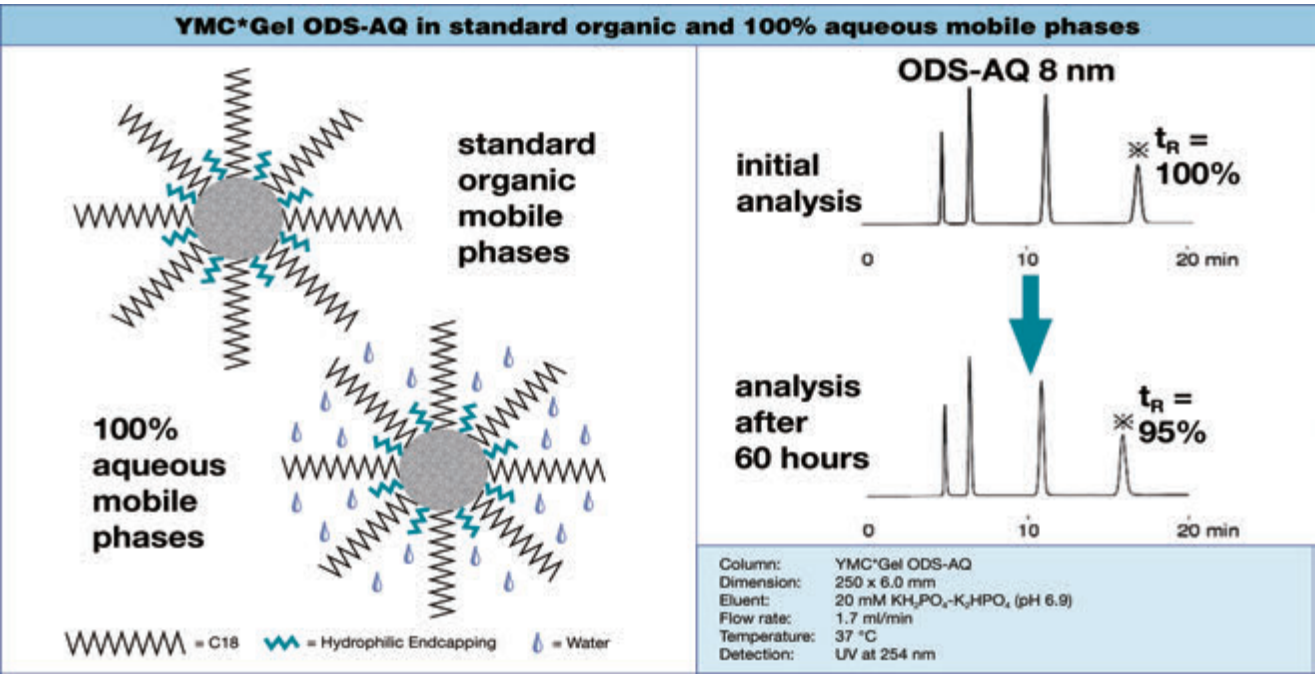 YMC*Gel ODS-AQ in standard organic and 100% aqueous mobile phases
standard
organic
mobile
phases
100%
aqueous
mobile
phases
= C18
= Hydrophilic Endcapping
= Water
ODS-AQ 8 nm
initial
analysis
※ tR =
100%
0 10 20 min
analysis
after
60 hours
※ tR =
95%
0 10 20 min
Column: YMC*Gel ODS-AQ
Dimension: 250 x 6.0 mm
Eluent: 20 mM KH₂PO₄-K₂HPO₄ (pH 6.9)
Flow rate: 1.7 ml/min
Temperature: 37 °C
Detection: UV at 254 nm